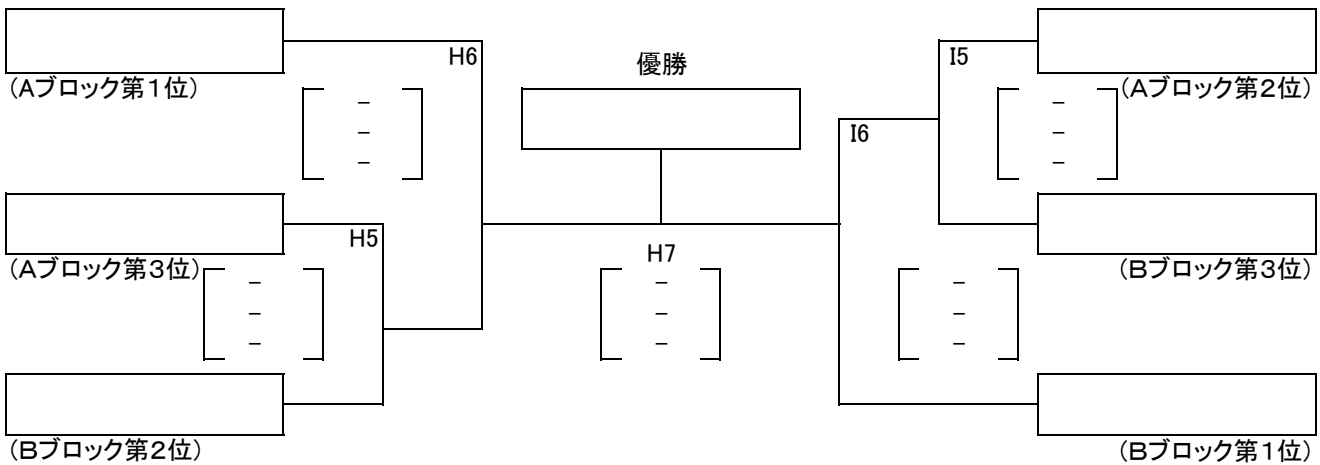 H6
優勝
I5
(Aブロック第1位)
(Aブロック第2位)
-
-
-
-
-
-
I6
H5
H7
(Aブロック第3位)
(Bブロック第3位)
-
-
-
-
-
-
-
-
-
(Bブロック第2位)
(Bブロック第1位)